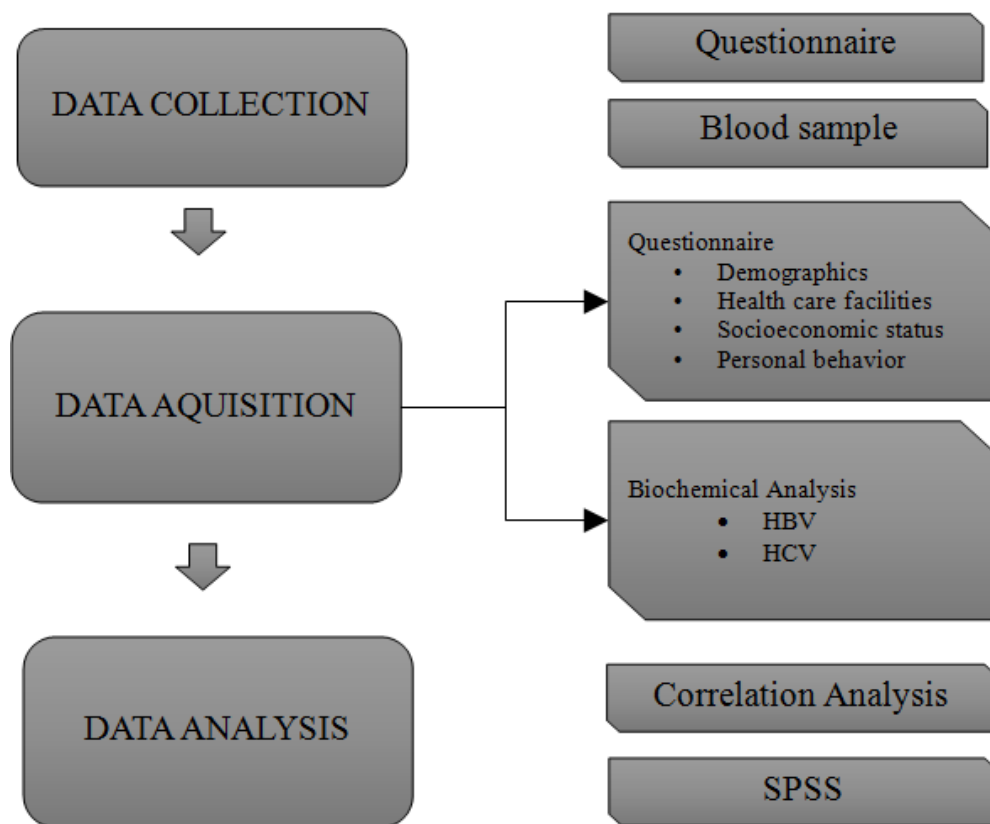 DATA COLLECTION
Questionnaire
Blood sample
DATA AQUISITION
Questionnaire
• Demographics
• Health care facilities
• Socioeconomic status
• Personal behavior
Biochemical Analysis
• HBV
• HCV
DATA ANALYSIS
Correlation Analysis
SPSS